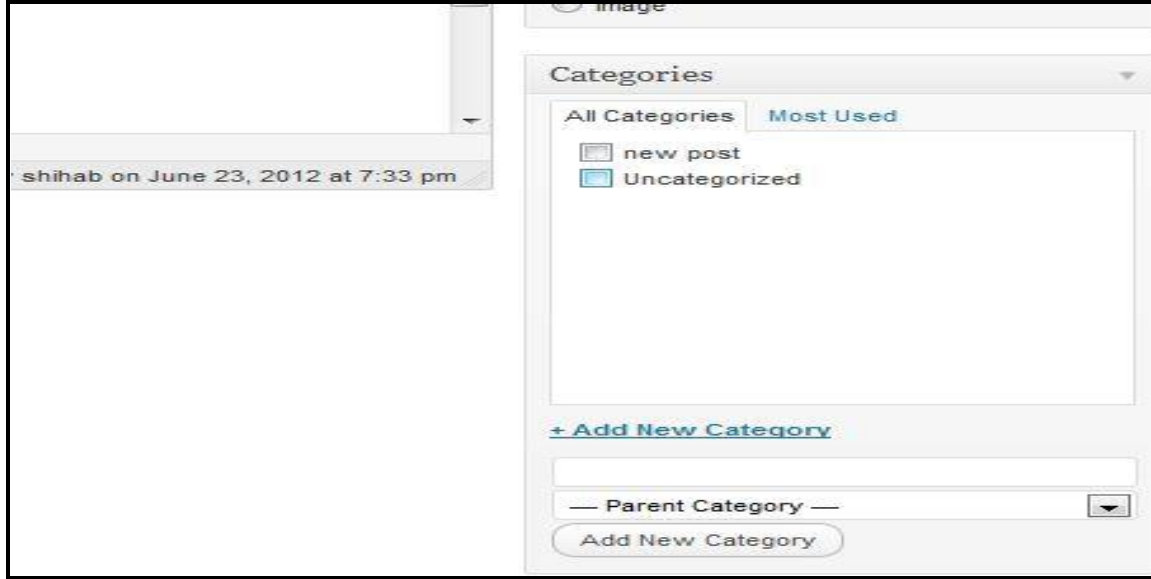 Image
Categories
All Categories Most Used
new post
Uncategorized
shihab on June 23, 2012 at 7:33 pm
+ Add New Category
— Parent Category —
Add New Category